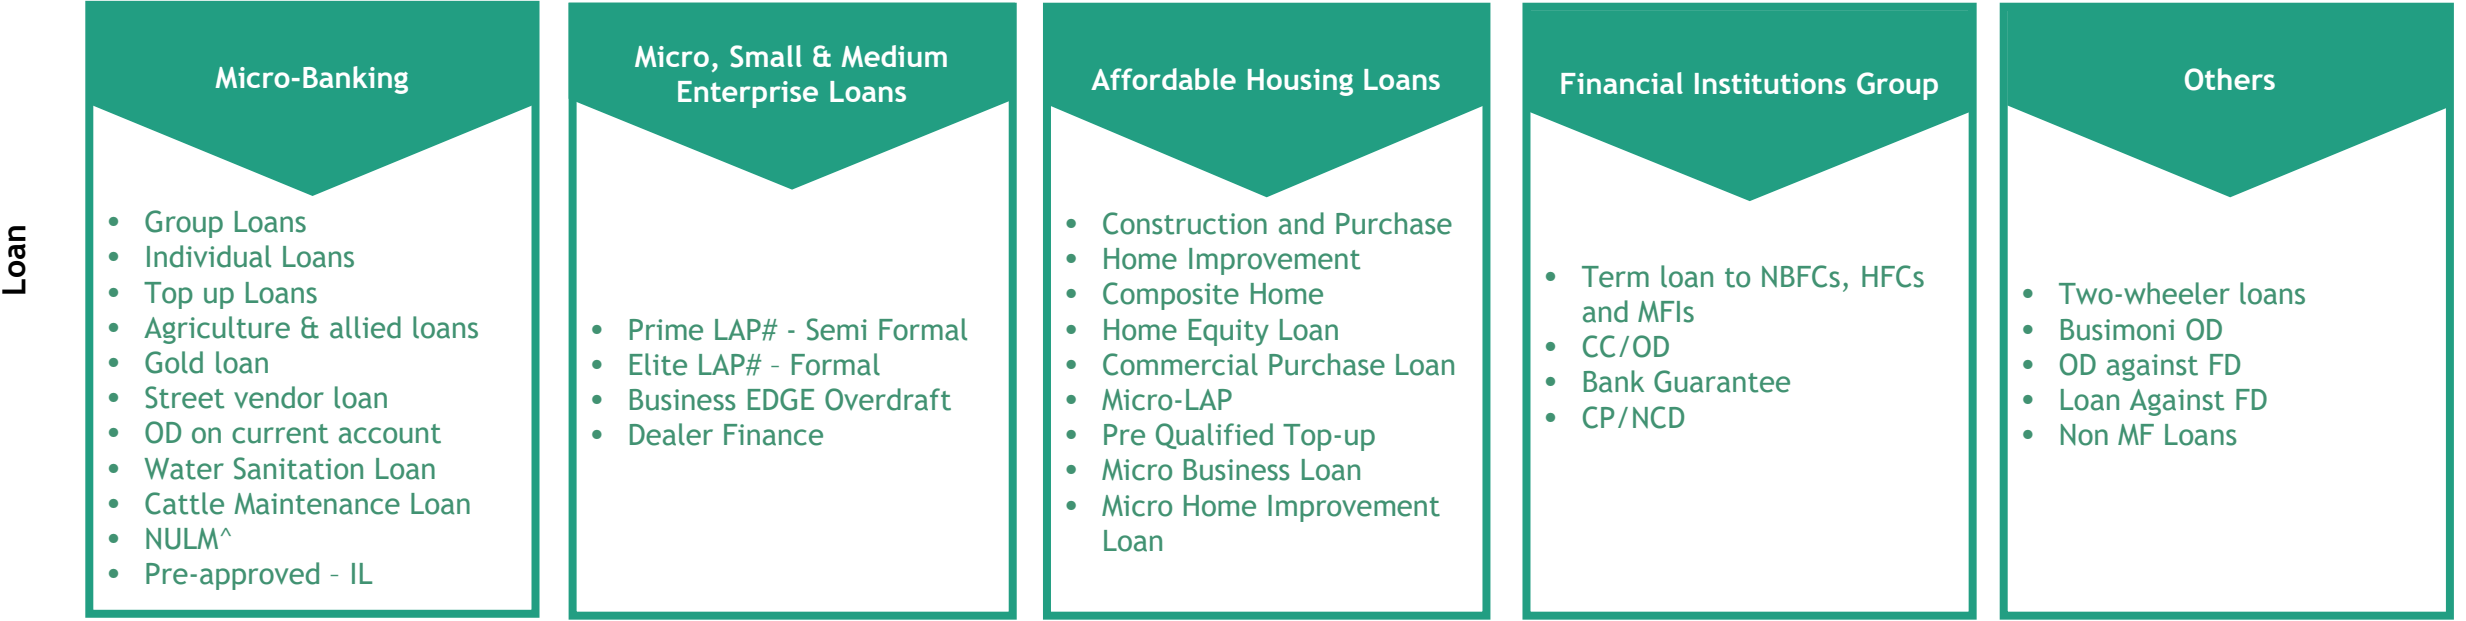 Loan
Micro-Banking
• Group Loans
• Individual Loans
• Top up Loans
• Agriculture & allied loans
• Gold loan
• Street vendor loan
• OD on current account
• Water Sanitation Loan
• Cattle Maintenance Loan
• NULM^
• Pre-approved – IL
Micro, Small & Medium
Enterprise Loans
• Prime LAP# - Semi Formal
• Elite LAP# – Formal
• Business EDGE Overdraft
• Dealer Finance
Affordable Housing Loans
• Construction and Purchase
• Home Improvement
• Composite Home
• Home Equity Loan
• Commercial Purchase Loan
• Micro-LAP
• Pre Qualified Top-up
• Micro Business Loan
• Micro Home Improvement
Loan
Financial Institutions Group
• Term loan to NBFCs, HFCs
and MFIs
• CC/OD
• Bank Guarantee
• CP/NCD
Others
• Two-wheeler loans
• Busimoni OD
• OD against FD
• Loan Against FD
• Non MF Loans